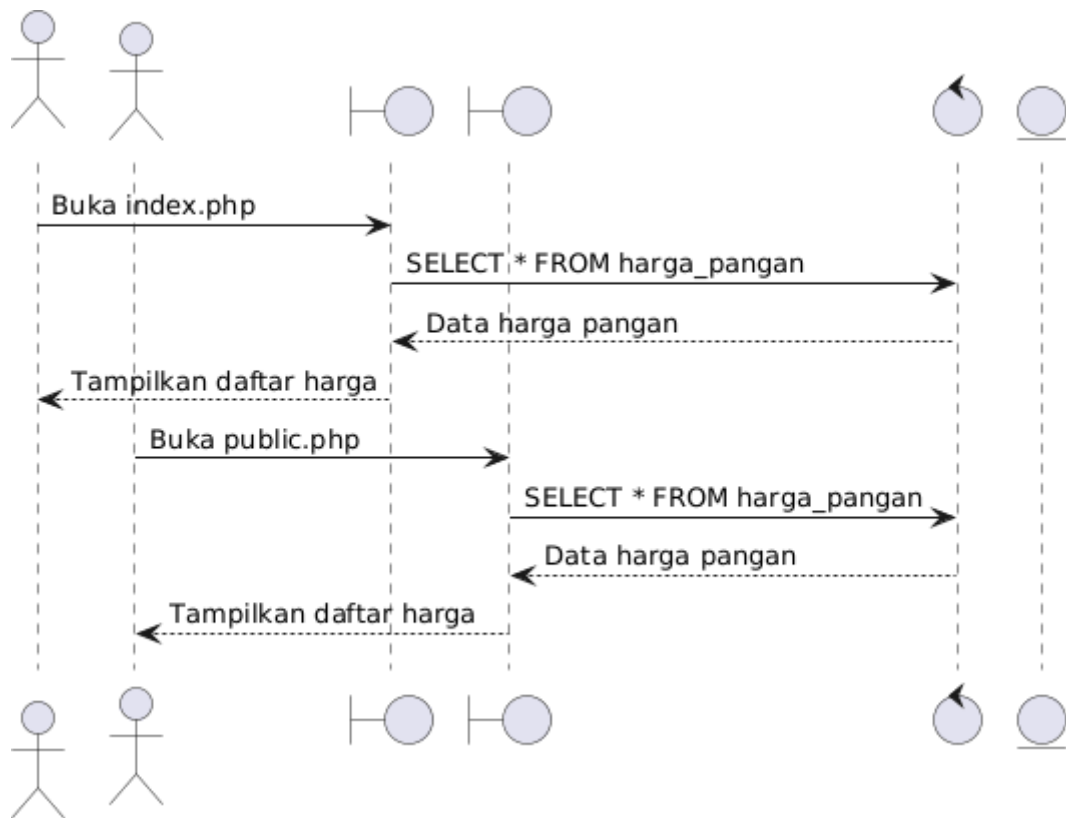 Buka index.php
SELECT * FROM harga_pangan
Data harga pangan
Tampilkan daftar harga
Buka public.php
SELECT * FROM harga_pangan
Data harga pangan
Tampilkan daftar harga